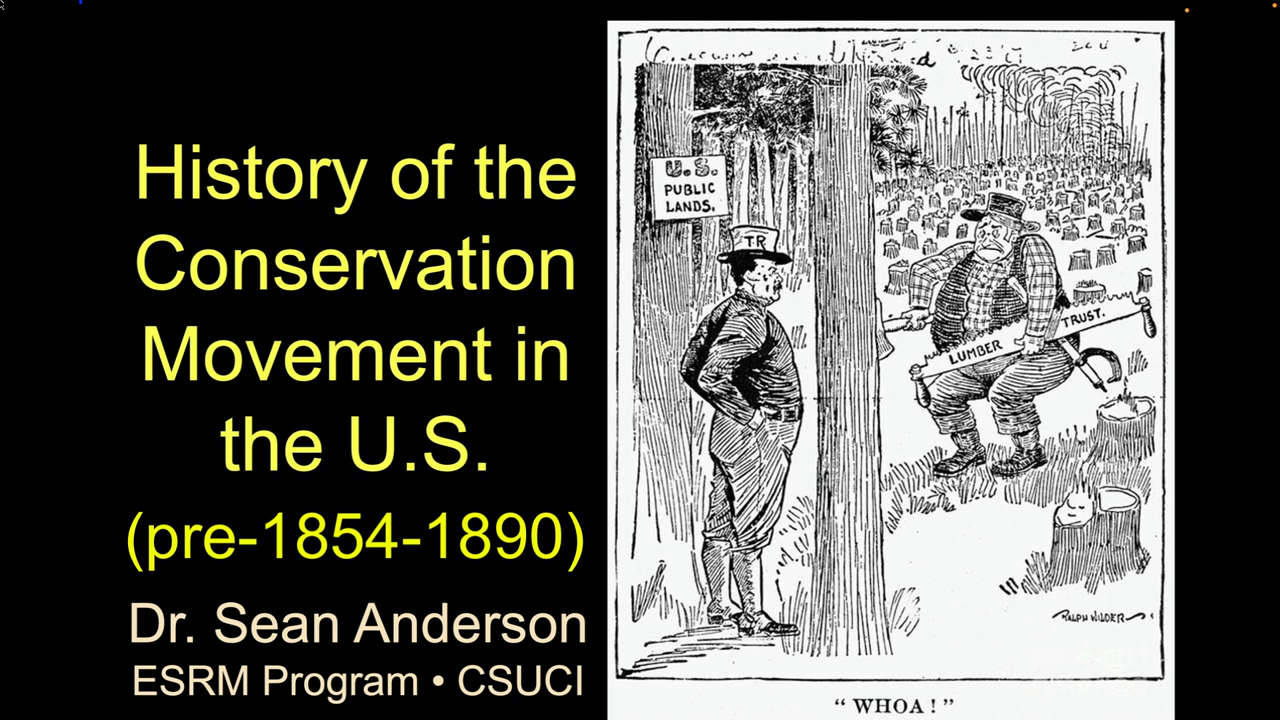 History of the
Conservation
Movement in
the U.S.
(pre-1854-1890)
Dr. Sean Anderson
ESRM Program • CSUCI
U.S.
PUBLIC
LANDS.
TR
LUMBER TRUST.
RALPH WILDER
“ WHOA ! ”